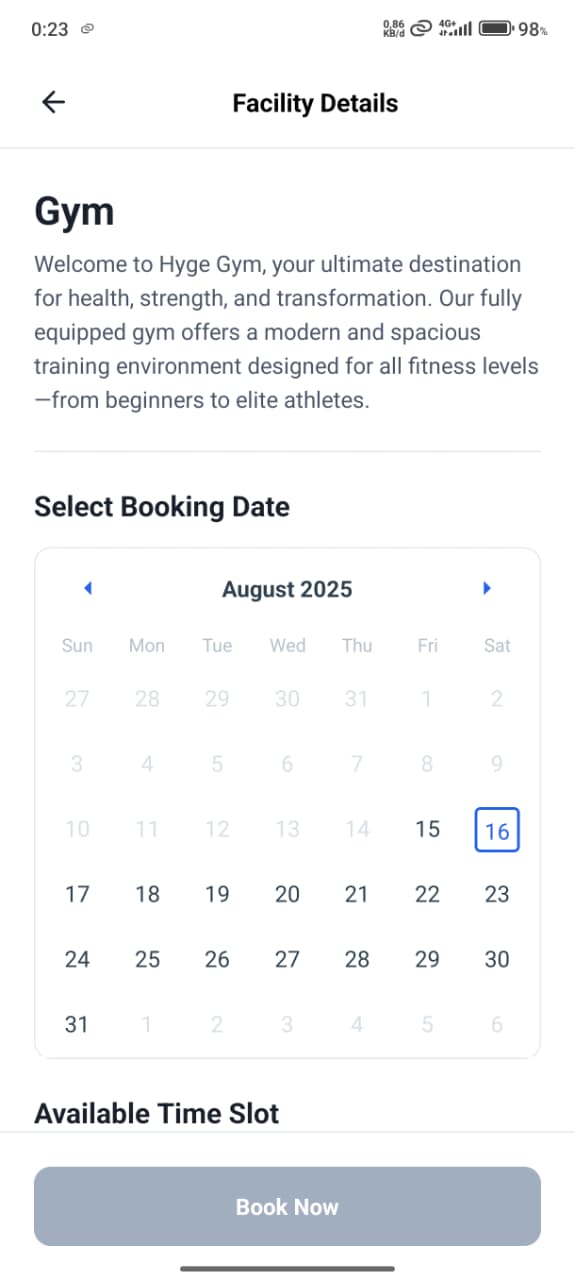 0:23 0,86 KB/d 4G+ 98%
Facility Details
Gym
Welcome to Hyge Gym, your ultimate destination
for health, strength, and transformation. Our fully
equipped gym offers a modern and spacious
training environment designed for all fitness levels
—from beginners to elite athletes.
Select Booking Date
August 2025
Sun Mon Tue Wed Thu Fri Sat
27 28 29 30 31 1 2
3 4 5 6 7 8 9
10 11 12 13 14 15 16
17 18 19 20 21 22 23
24 25 26 27 28 29 30
31 1 2 3 4 5 6
Available Time Slot
Book Now